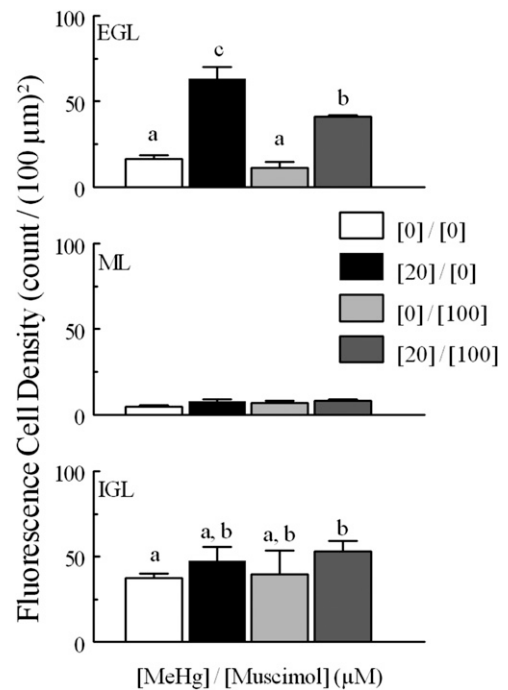 Fluorescence Cell Density (count / (100 µm)²)
EGL
100
50
0
a
c
a
b
ML
100
50
0
[0] / [0]
[20] / [0]
[0] / [100]
[20] / [100]
IGL
100
50
0
a
a, b
a, b
b
[MeHg] / [Muscimol] (µM)